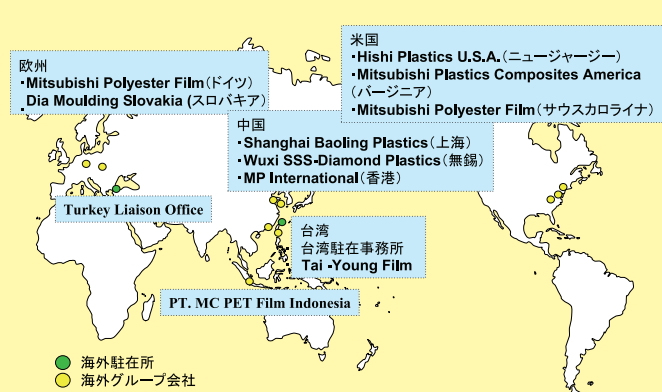 欧州
・Mitsubishi Polyester Film（ドイツ）
Dia Moulding Slovakia (スロバキア）
・
米国
・Hishi Plastics U.S.A.（ニュージャージー）
・Mitsubishi Plastics Composites America
（バージニア）
・Mitsubishi Polyester Film（サウスカロライナ）
中国
・Shanghai Baoling Plastics（上海）
・Wuxi SSS-Diamond Plastics（無錫）
・MP International（香港）
Turkey Liaison Office
台湾
台湾駐在事務所
Tai -Young Film
PT. MC PET Film Indonesia
海外駐在所
海外グループ会社